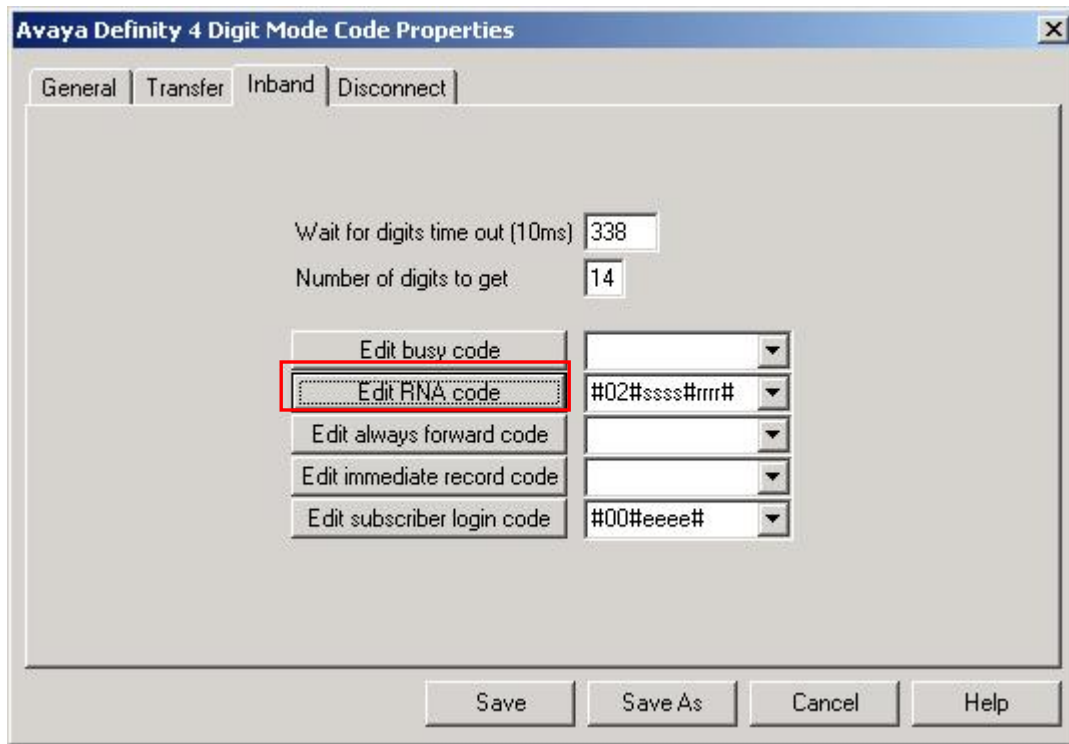 Avaya Definity 4 Digit Mode Code Properties
General Transfer Inband Disconnect
Wait for digits time out (10ms) 338
Number of digits to get 14
Edit busy code
Edit RNA code #02#ssss#rrrr#
Edit always forward code
Edit immediate record code
Edit subscriber login code #00#eeee#
Save Save As Cancel Help